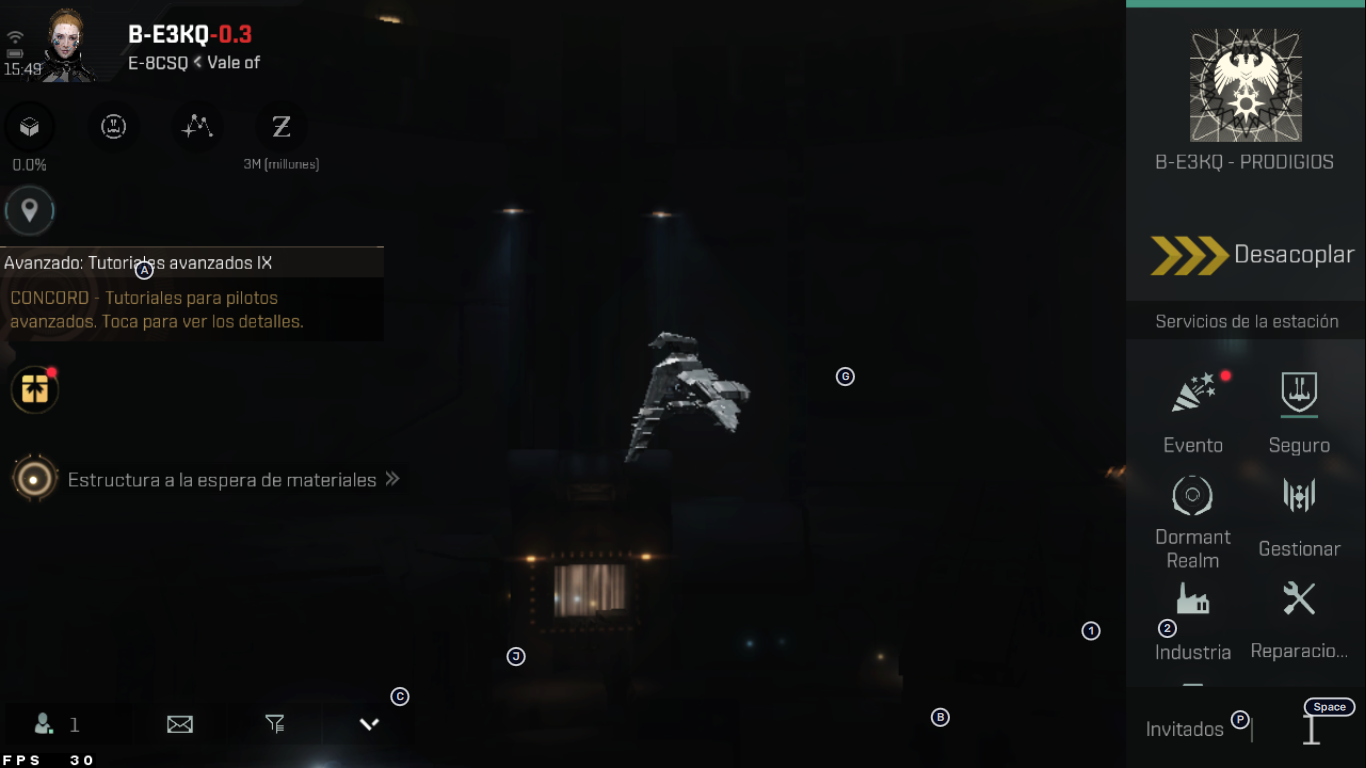 B-E3KQ-0.3
E-8CSQ < Vale of
15:49
0.0%
Z
3M (millones)
Avanzado: Tutoriales avanzados IX
A
CONCORD - Tutoriales para pilotos
avanzados. Toca para ver los detalles.
Estructura a la espera de materiales »
G
J
C
B
1
1
FPS 30
B-E3KQ - PRODIGIOS
Desacoplar
Servicios de la estación
Evento
Seguro
Dormant
Realm
Gestionar
2
Industria
Reparacio...
Invitados
P
Space